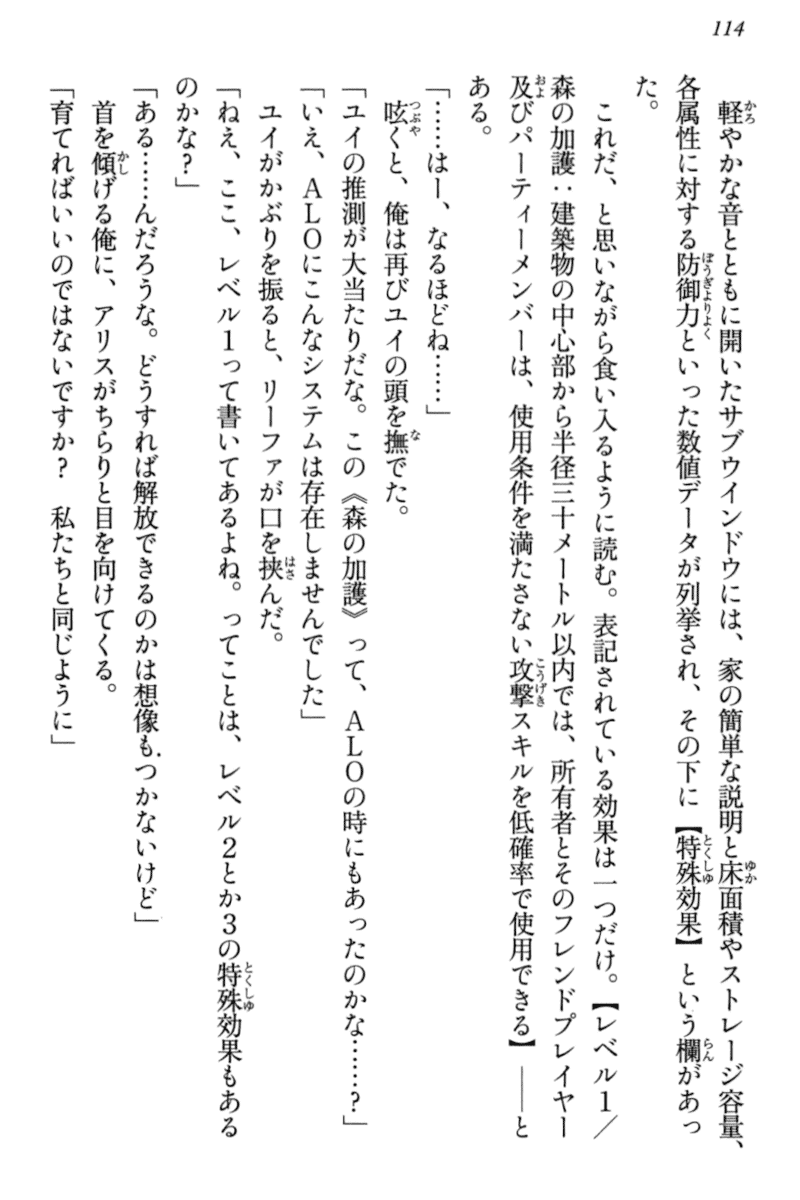 114
軽やかな音とともに開いたサブウインドウには、家の簡単な説明と床面積やストレージ容量、
各属性に対する防御力といった数値データが列挙され、その下に【特殊効果】という欄があっ
た。
これだ、と思いながら食い入るように読む。表記されている効果は一つだけ。【レベル1／
森の加護：建築物の中心部から半径三十メートル以内では、所有者とそのフレンドプレイヤー
及びパーティーメンバーは、使用条件を満たさない攻撃スキルを低確率で使用できる】――と
ある。
「……はー、なるほどね……」
呟くと、俺は再びユイの頭を撫でた。
「ユイの推測が大当たりだな。この《森の加護》って、ALOの時にもあったのかな……？」
「いえ、ALOにこんなシステムは存在しませんでした」
ユイがかぶりを振ると、リーファが口を挟んだ。
「ねえ、ここ、レベル1って書いてあるよね。ってことは、レベル2とか3の特殊効果もある
のかな？」
「ある……んだろうな。どうすれば解放できるのかは想像もつかないけど」
首を傾げる俺に、アリスがちらりと目を向けてくる。
「育てればいいのではないですか？　私たちと同じように」